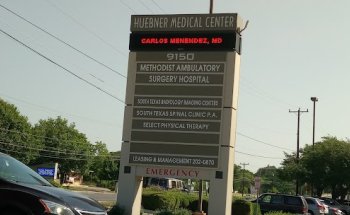 HUEBNER MEDICAL CENTER
CARLOS MENENDEZ, MD
9150
METHODIST AMBULATORY
SURGERY HOSPITAL
SOUTH TEXAS RADIOLOGY IMAGING CENTERS
SOUTH TEXAS SPINAL CLINIC P.A.
SELECT PHYSICAL THERAPY
LEASING & MANAGEMENT 202-0870
EMERGENCY